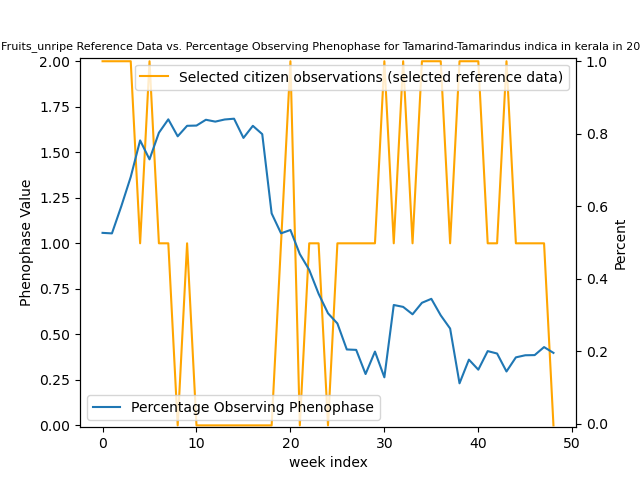 Fruits_unripe Reference Data vs. Percentage Observing Phenophase for Tamarind-Tamarindus indica in kerala in 20
2.00
1.75
1.50
1.25
1.00
0.75
0.50
0.25
0.00
Phenophase Value
Selected citizen observations (selected reference data)
Percentage Observing Phenophase
1.0
0.8
0.6
0.4
0.2
0.0
Percent
0 10 20 30 40 50
week index